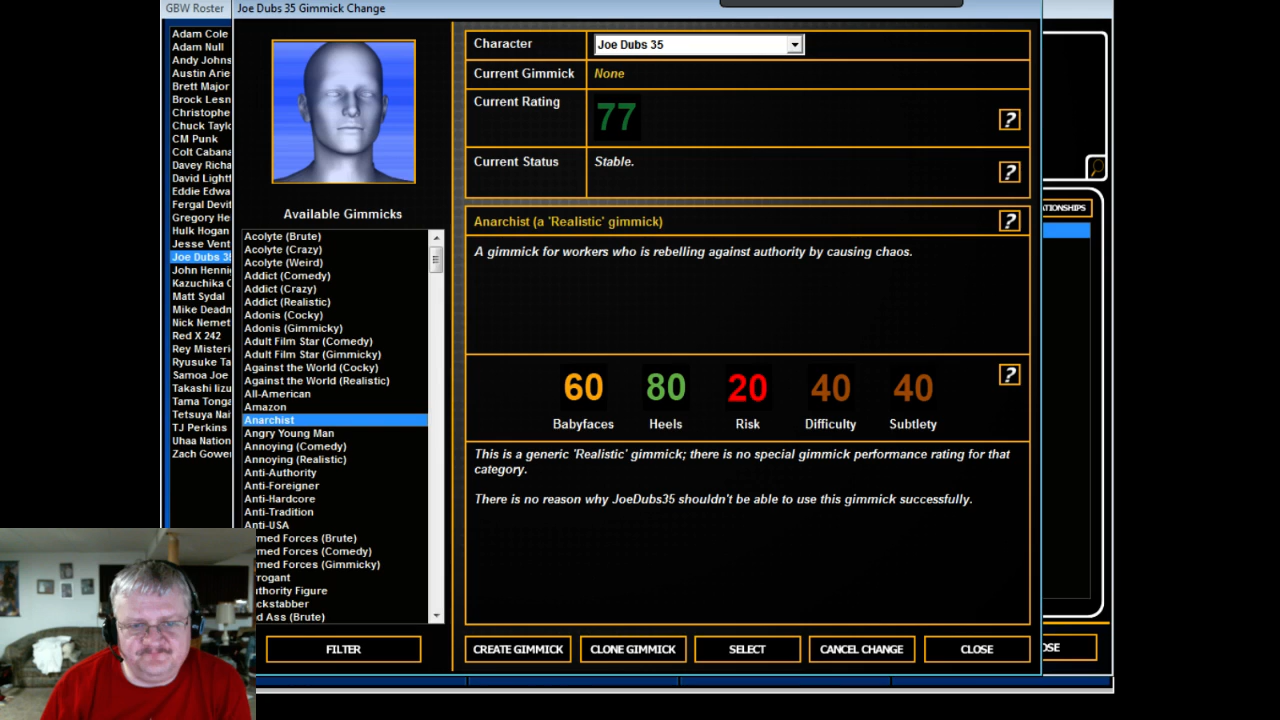 GBW Roster
Joe Dubs 35 Gimmick Change
Adam Cole
Adam Null
Andy Johns
Austin Arie
Brett Major
Brock Lesn
Christophe
Chuck Taylo
CM Punk
Colt Cabana
Davey Richa
David Lightf
Eddie Edwa
Fergal Devit
Gregory He
Hulk Hogan
Jesse Vent
Joe Dubs 35
John Hennig
Kazuchika O
Matt Sydal
Mike Deadn
Nick Nemet
Red X 242
Rey Misteri
Ryusuke Ta
Samoa Joe
Takashi Iizu
Tama Tonga
Tetsuya Nai
TJ Perkins
Uhaa Nation
Zach Gowe
Available Gimmicks
Acolyte (Brute)
Acolyte (Crazy)
Acolyte (Weird)
Addict (Comedy)
Addict (Crazy)
Addict (Realistic)
Adonis (Cocky)
Adonis (Gimmicky)
Adult Film Star (Comedy)
Adult Film Star (Gimmicky)
Against the World (Cocky)
Against the World (Realistic)
All-American
Amazon
Anarchist
Angry Young Man
Annoying (Comedy)
Annoying (Realistic)
Anti-Authority
Anti-Foreigner
Anti-Hardcore
Anti-Tradition
Anti-USA
rmed Forces (Brute)
med Forces (Comedy)
med Forces (Gimmicky)
rogant
uthority Figure
ckstabber
d Ass (Brute)
FILTER
Character
Joe Dubs 35
Current Gimmick
None
Current Rating
77
?
Current Status
Stable.
?
Anarchist (a 'Realistic' gimmick)
?
A gimmick for workers who is rebelling against authority by causing chaos.
60 80 20 40 40
?
Babyfaces Heels Risk Difficulty Subtlety
This is a generic 'Realistic' gimmick; there is no special gimmick performance rating for that
category.
There is no reason why JoeDubs35 shouldn't be able to use this gimmick successfully.
CREATE GIMMICK
CLONE GIMMICK
SELECT
CANCEL CHANGE
CLOSE
ATIONSHIPS
OSE